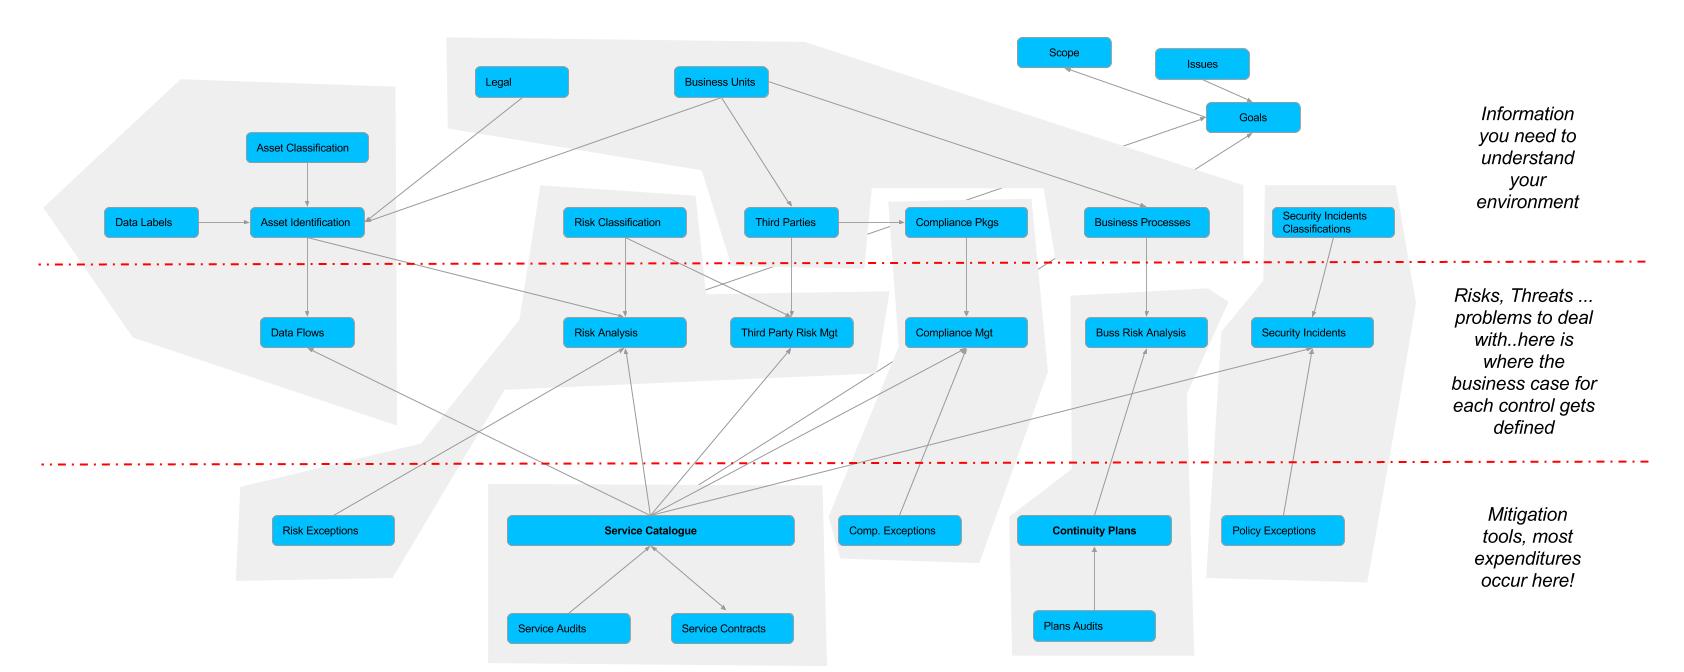 Scope
Issues
Legal
Business Units
Goals
Asset Classification
Information
you need to
understand
your
environment
Data Labels
Asset Identification
Risk Classification
Third Parties
Compliance Pkgs
Business Processes
Security Incidents
Classifications
Data Flows
Risk Analysis
Third Party Risk Mgt
Compliance Mgt
Buss Risk Analysis
Security Incidents
Risks, Threats ...
problems to deal
with..here is
where the
business case for
each control gets
defined
Risk Exceptions
Service Catalogue
Comp. Exceptions
Continuity Plans
Policy Exceptions
Mitigation
tools, most
expenditures
occur here!
Service Audits
Service Contracts
Plans Audits